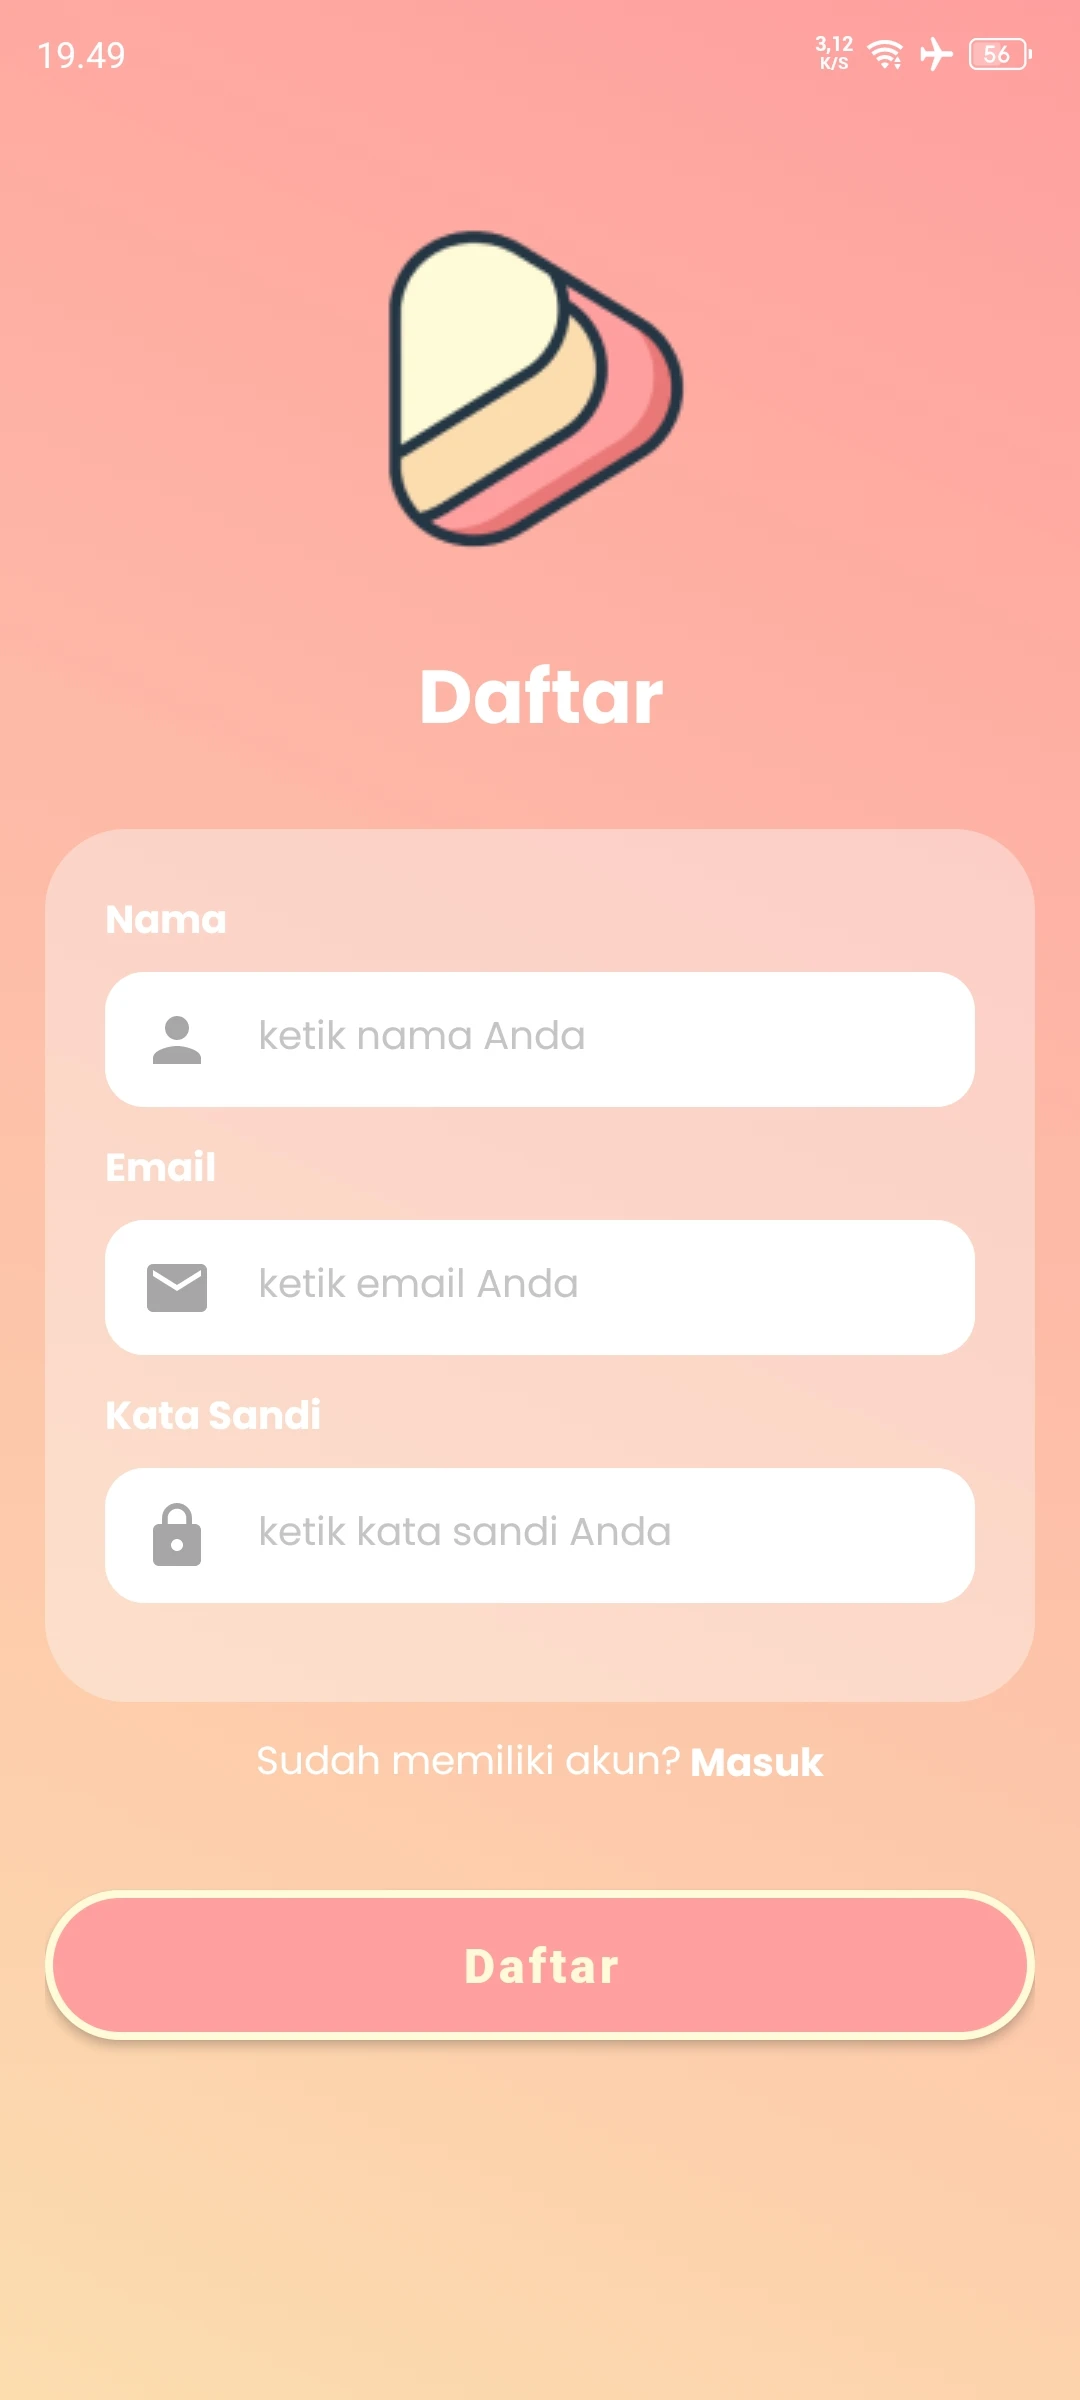 19.49
3,12
K/S
56
Daftar
Nama
ketik nama Anda
Email
ketik email Anda
Kata Sandi
ketik kata sandi Anda
Sudah memiliki akun? Masuk
Daftar